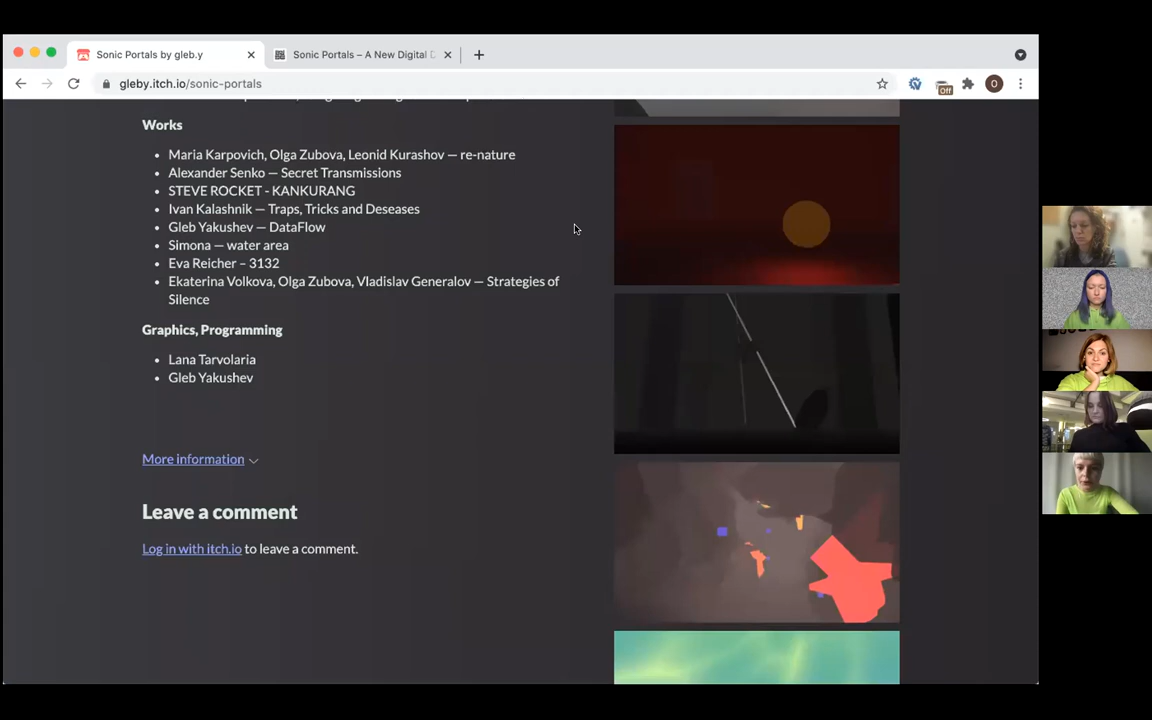 Sonic Portals by gleb.y
Sonic Portals – A New Digital D
gleby.itch.io/sonic-portals
Off
O
Works
Maria Karpovich, Olga Zubova, Leonid Kurashov — re-nature
Alexander Senko — Secret Transmissions
STEVE ROCKET - KANKURANG
Ivan Kalashnik — Traps, Tricks and Deseases
Gleb Yakushev — DataFlow
Simona — water area
Eva Reicher – 3132
Ekaterina Volkova, Olga Zubova, Vladislav Generalov — Strategies of
Silence
Graphics, Programming
Lana Tarvolaria
Gleb Yakushev
More information
Leave a comment
Log in with itch.io to leave a comment.